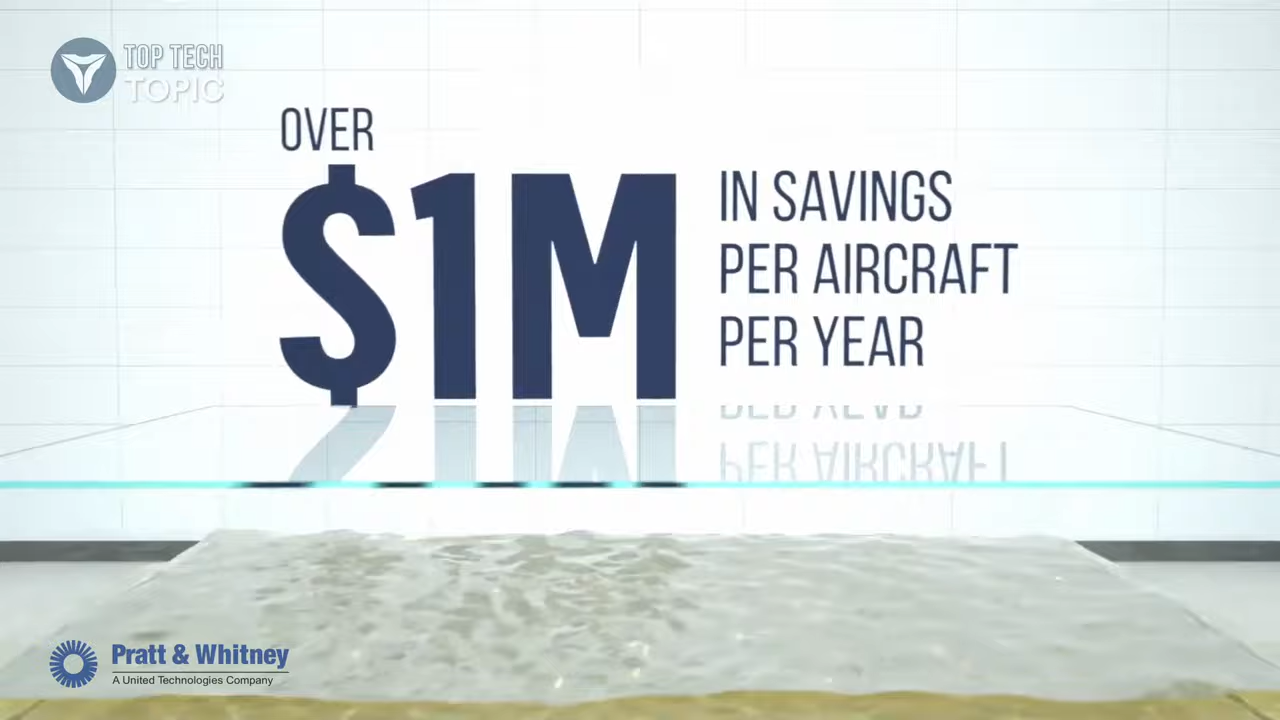 TOP TECH
TOPIC
OVER
$1M
IN SAVINGS
PER AIRCRAFT
PER YEAR
Pratt & Whitney
A United Technologies Company